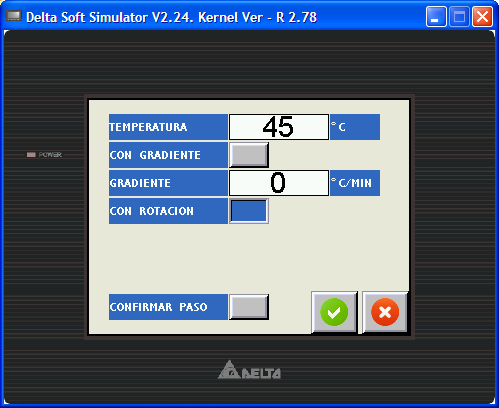 Delta Soft Simulator V2.24. Kernel Ver - R 2.78
TEMPERATURA 45 °C
CON GRADIENTE
POWER
GRADIENTE 0 °C/MIN
CON ROTACION
CONFIRMAR PASO
DELTA